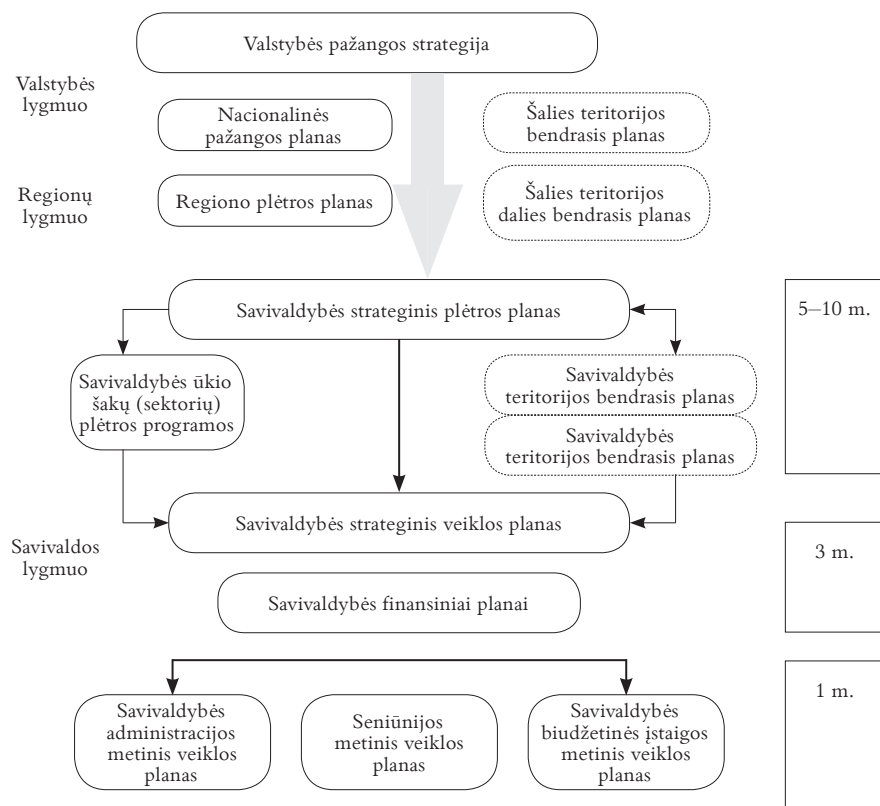 Valstybės pažangos strategija
Valstybės
lygmuo
Nacionalinės
pažangos planas
Šalies teritorijos
bendrasis planas
Regionų
lygmuo
Regiono plėtros planas
Šalies teritorijos
dalies bendrasis planas
Savivaldybės strateginis plėtros planas
5–10 m.
Savivaldybės ūkio
šakų (sektorių)
plėtros programos
Savivaldybės
teritorijos bendrasis planas
Savivaldybės
teritorijos bendrasis planas
Savivaldybės strateginis veiklos planas
Savivaldos
lygmuo
3 m.
Savivaldybės finansiniai planai
1 m.
Savivaldybės
administracijos
metinis veiklos
planas
Seniūnijos
metinis veiklos
planas
Savivaldybės
biudžetinės įstaigos
metinis veiklos
planas